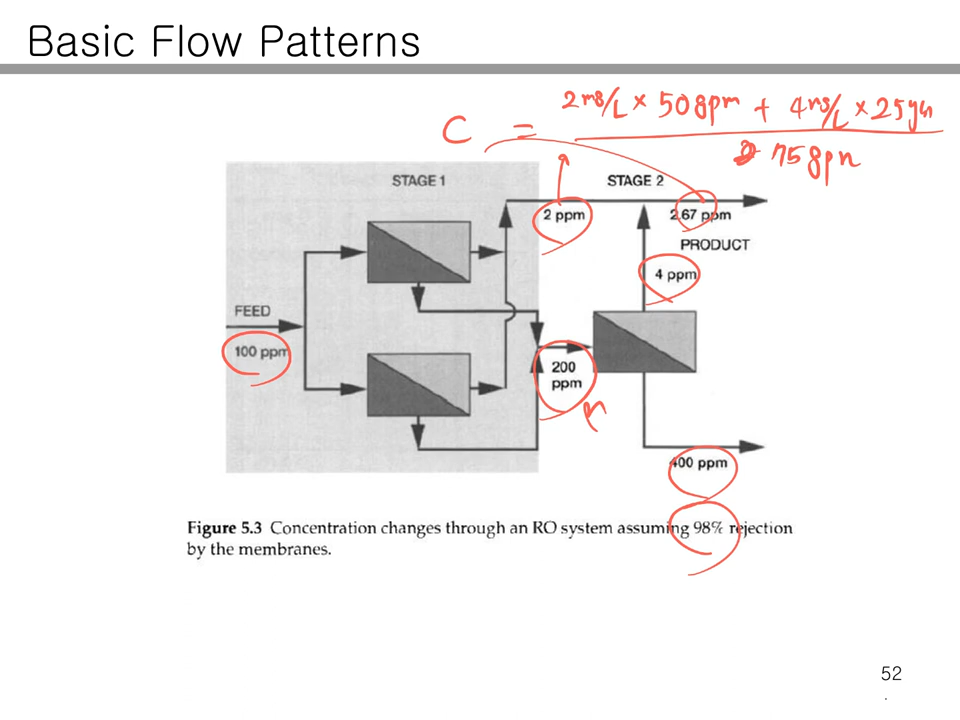 Basic Flow Patterns
2 mg/L × 50 gpm + 4 mg/L × 25 gpm
C =
75 gpm
STAGE 1
STAGE 2
2 ppm
2.67 ppm
PRODUCT
4 ppm
FEED
100 ppm
200
ppm
400 ppm
Figure 5.3 Concentration changes through an RO system assuming 98% rejection
by the membranes.
52